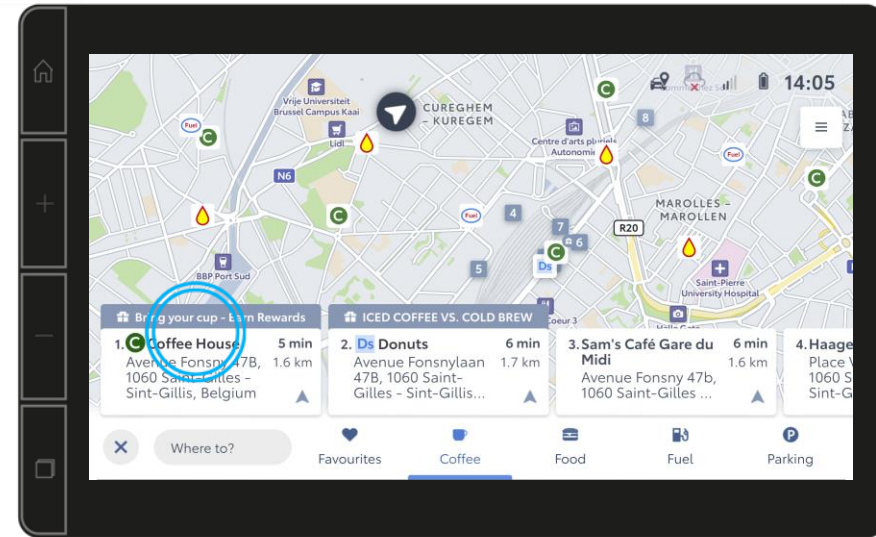 14:05
Vrije Universiteit
Brussel Campus Kaai
CUREGHEM
- KUREGEM
C
8
Fuel
C
Lidl
Centre d'arts pluriels
Autonomie
Fuel
N6
C
MAROLLES -
MAROLLEN
C
Fuel
4
7
R20
6
C
Ds
5
BBP Port Sud
Saint-Pierre
University Hospital
Bring your cup - Earn Rewards
ICED COFFEE VS. COLD BREW
1. C Coffee House 5 min
Avenue Fonsny 47B, 1.6 km
1060 Saint-Gilles -
Sint-Gillis, Belgium
2. Ds Donuts 6 min
Avenue Fonsnylaan 1.7 km
47B, 1060 Saint-
Gilles - Sint-Gillis...
3. Sam's Café Gare du 6 min
Midi 1.6 km
Avenue Fonsny 47b,
1060 Saint-Gilles ...
4. Haage
Place
1060 S
Sint-G
Where to?
Favourites
Coffee
Food
Fuel
P
Parking